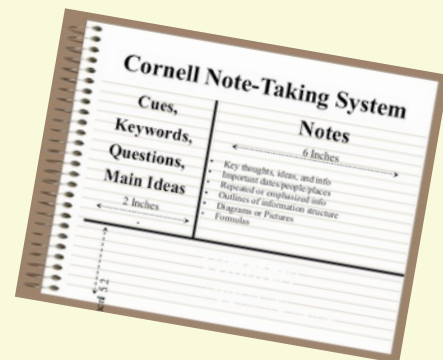 Cornell Note-Taking System
Cues,
Keywords,
Questions,
Main Ideas
2 Inches
Notes
6 Inches
• Key thoughts, ideas, and info
• Important dates/people/places
• Repeated or emphasized info
• Outlines of information structure
• Diagrams or Pictures
• Formulas